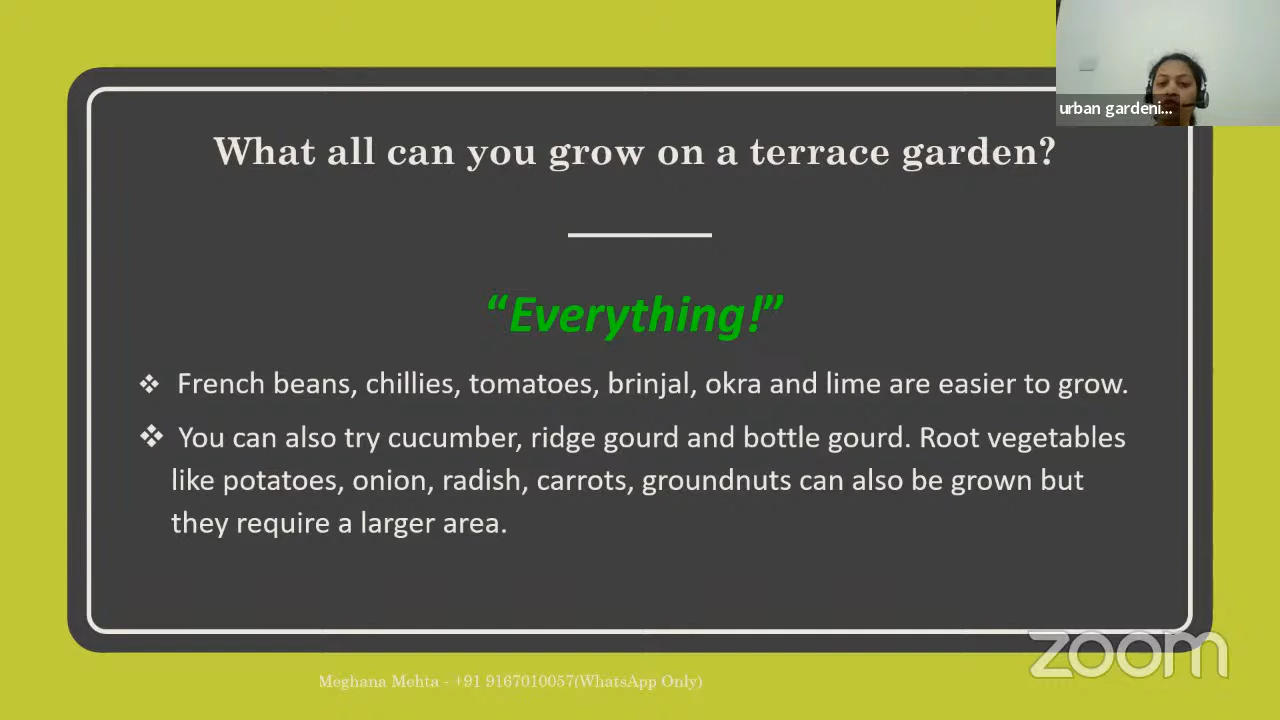 urban gardeni...
What all can you grow on a terrace garden?
“Everything!”
❖ French beans, chillies, tomatoes, brinjal, okra and lime are easier to grow.
❖ You can also try cucumber, ridge gourd and bottle gourd. Root vegetables
like potatoes, onion, radish, carrots, groundnuts can also be grown but
they require a larger area.
zoom
Meghana Mehta - +91 9167010057(WhatsApp Only)